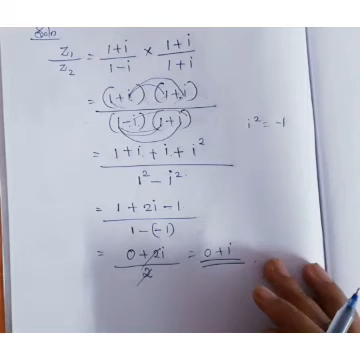 Soln
Z₁/Z₂ = 1+i/1-i × 1+i/1+i
= (1+i) (1+i)/(1-i) (1+i)
i² = -1
= 1+i+i+i²/1² - i²
= 1+2i-1/1-(-1)
= 0+2i/2 = 0+i